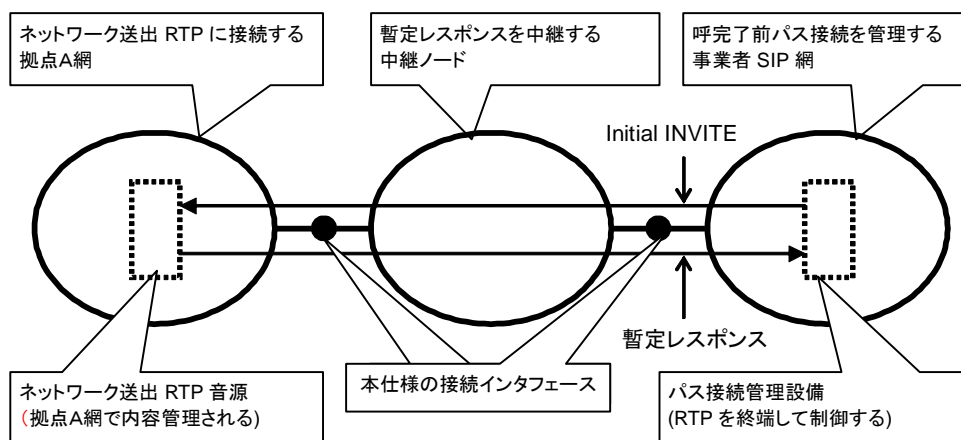 ネットワーク送出 RTP に接続する
拠点A網
暫定レスポンスを中継する
中継ノード
呼完了前パス接続を管理する
事業者 SIP 網
Initial INVITE
暫定レスポンス
ネットワーク送出 RTP 音源
(拠点A網で内容管理される)
本仕様の接続インタフェース
パス接続管理設備
(RTP を終端して制御する)